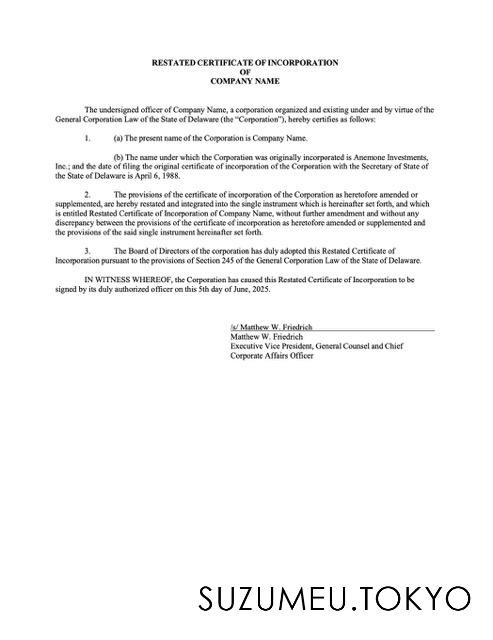 RESTATED CERTIFICATE OF INCORPORATION
OF
COMPANY NAME
The undersigned officer of Company Name, a corporation organized and existing under and by virtue of the
General Corporation Law of the State of Delaware (the “Corporation”), hereby certifies as follows:
1. (a) The present name of the Corporation is Company Name.
(b) The name under which the Corporation was originally incorporated is Anemone Investments,
Inc.; and the date of filing the original certificate of incorporation of the Corporation with the Secretary of State of
the State of Delaware is April 6, 1988.
2. The provisions of the certificate of incorporation of the Corporation as heretofore amended or
supplemented, are hereby restated and integrated into the single instrument which is hereinafter set forth, and which
is entitled Restated Certificate of Incorporation of Company Name, without further amendment and without any
discrepancy between the provisions of the certificate of incorporation as heretofore amended or supplemented and
the provisions of the said single instrument hereinafter set forth.
3. The Board of Directors of the corporation has duly adopted this Restated Certificate of
Incorporation pursuant to the provisions of Section 245 of the General Corporation Law of the State of Delaware.
IN WITNESS WHEREOF, the Corporation has caused this Restated Certificate of Incorporation to be
signed by its duly authorized officer on this 5th day of June, 2025.
/s/ Matthew W. Friedrich
Matthew W. Friedrich
Executive Vice President, General Counsel and Chief
Corporate Affairs Officer
SUZUMEU.TOKYO